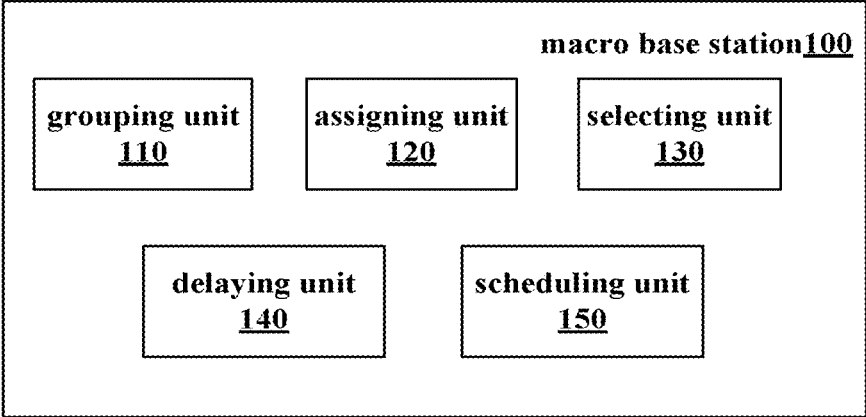 macro base station100
grouping unit
110
assigning unit
120
selecting unit
130
delaying unit
140
scheduling unit
150